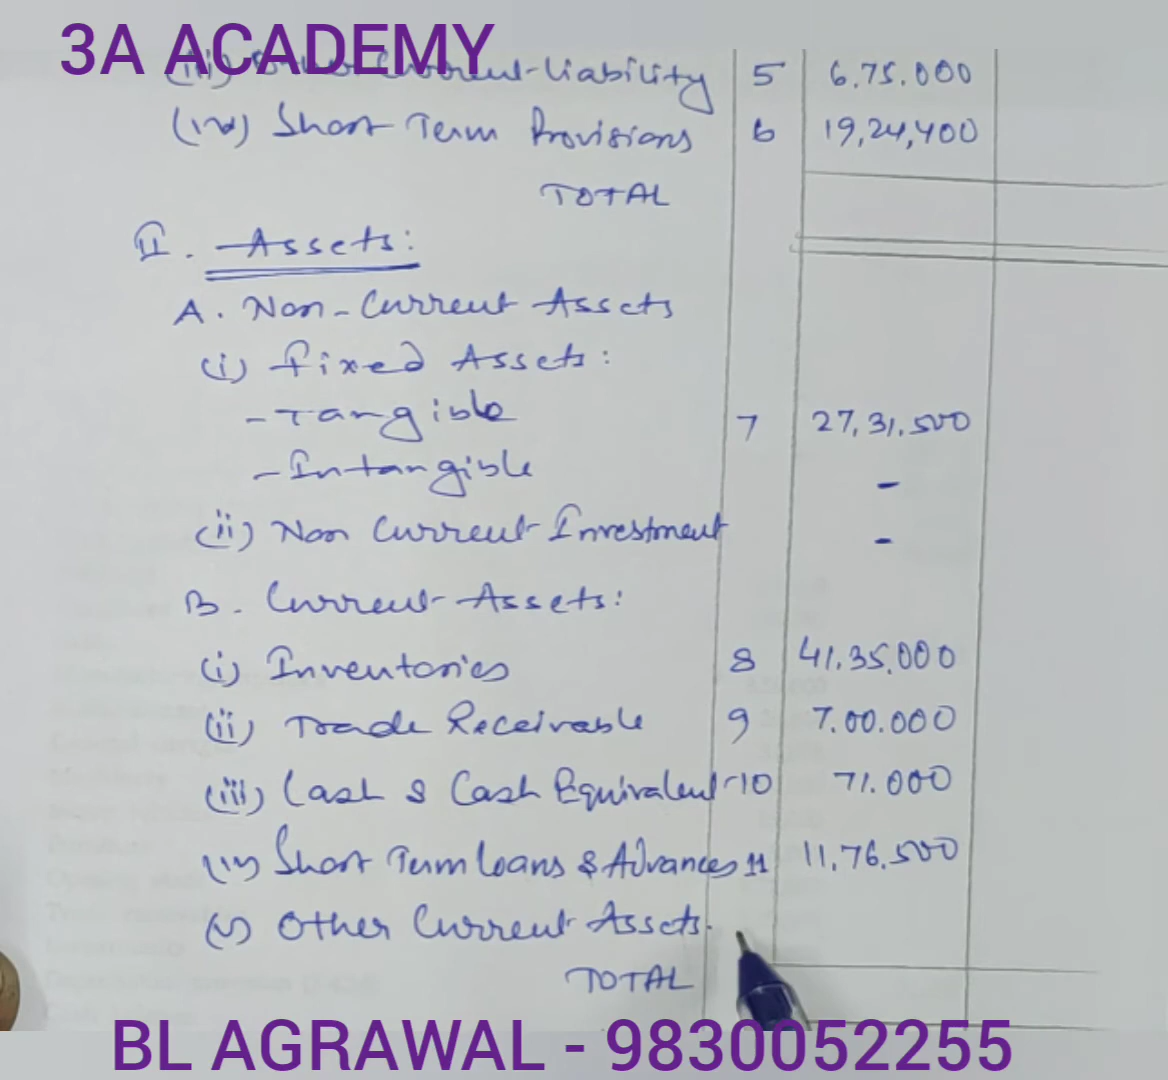 3A ACADEMY
(iii) Other Current Liability 5 6,75,000
(iv) Short Term Provisions 6 19,24,400
TOTAL
II. Assets:
A. Non-Current Assets
(i) Fixed Assets:
- Tangible 7 27,31,500
- Intangible -
(ii) Non Current Investment -
B. Current Assets:
(i) Inventories 8 41,35,000
(ii) Trade Receivable 9 7,00,000
(iii) Cash & Cash Equivalent 10 71,000
(iv) Short Term Loans & Advances 11 11,76,500
(v) Other Current Assets.
TOTAL
BL AGRAWAL - 9830052255